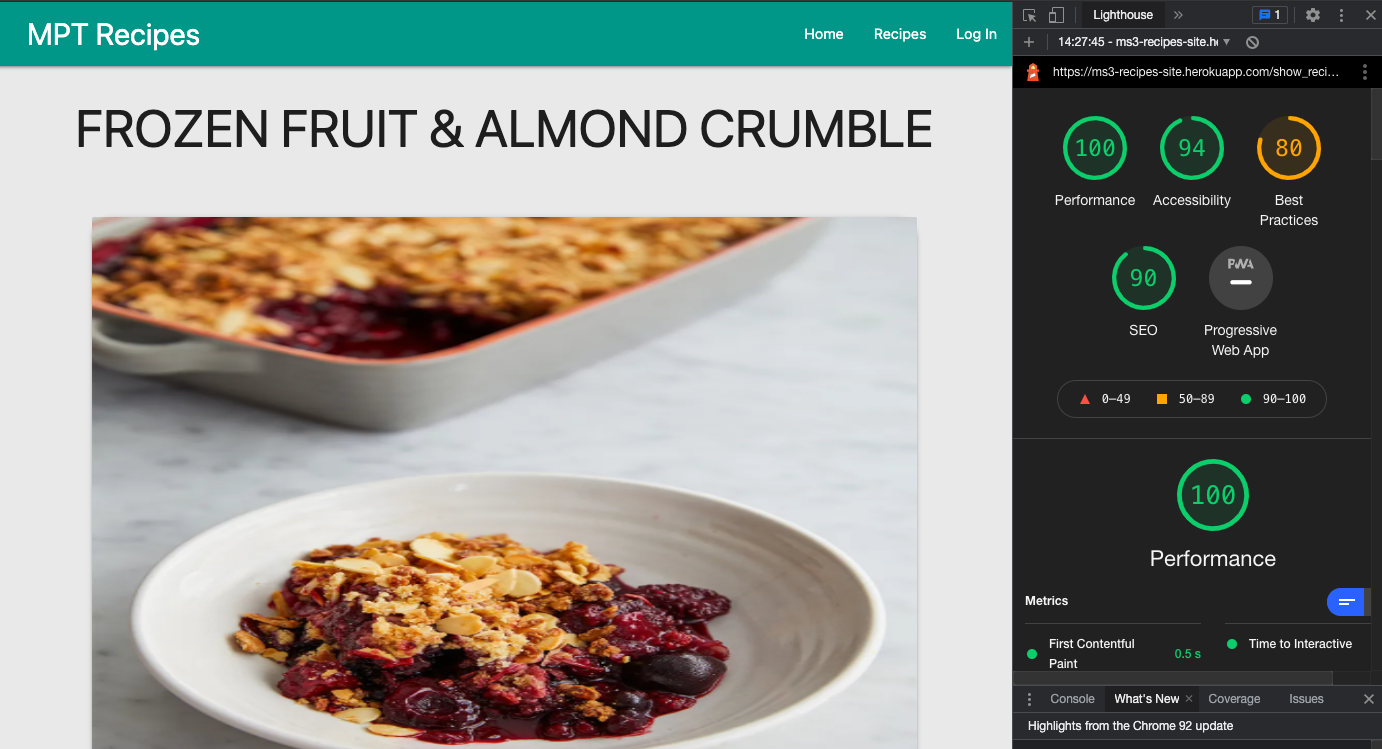 MPT Recipes
Home Recipes Log In
FROZEN FRUIT & ALMOND CRUMBLE
Lighthouse
1
14:27:45 - ms3-recipes-site.he
https://ms3-recipes-site.herokuapp.com/show_reci…
100 94 80
Performance Accessibility Best
Practices
90 PWA
SEO Progressive
Web App
0–49 50–89 90–100
100
Performance
Metrics
First Contentful
Paint
0.5 s
Time to Interactive
Console What's New Coverage Issues
Highlights from the Chrome 92 update